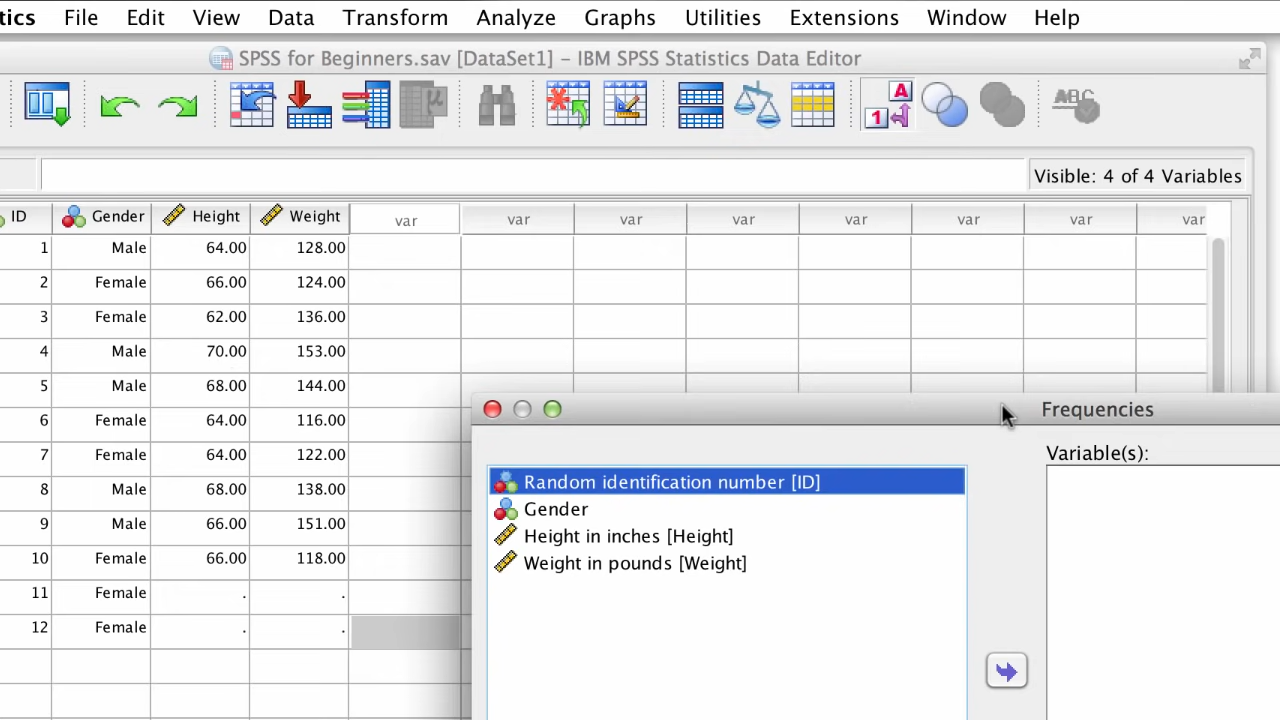 tics File Edit View Data Transform Analyze Graphs Utilities Extensions Window Help
SPSS for Beginners.sav [DataSet1] – IBM SPSS Statistics Data Editor
A
1
μ
ABC
Visible: 4 of 4 Variables
ID Gender Height Weight var var var var var var var var
1 Male 64.00 128.00
2 Female 66.00 124.00
3 Female 62.00 136.00
4 Male 70.00 153.00
5 Male 68.00 144.00
6 Female 64.00 116.00
7 Female 64.00 122.00
8 Male 68.00 138.00
9 Male 66.00 151.00
10 Female 66.00 118.00
11 Female . .
12 Female . .
Frequencies
Variable(s):
Random identification number [ID]
Gender
Height in inches [Height]
Weight in pounds [Weight]